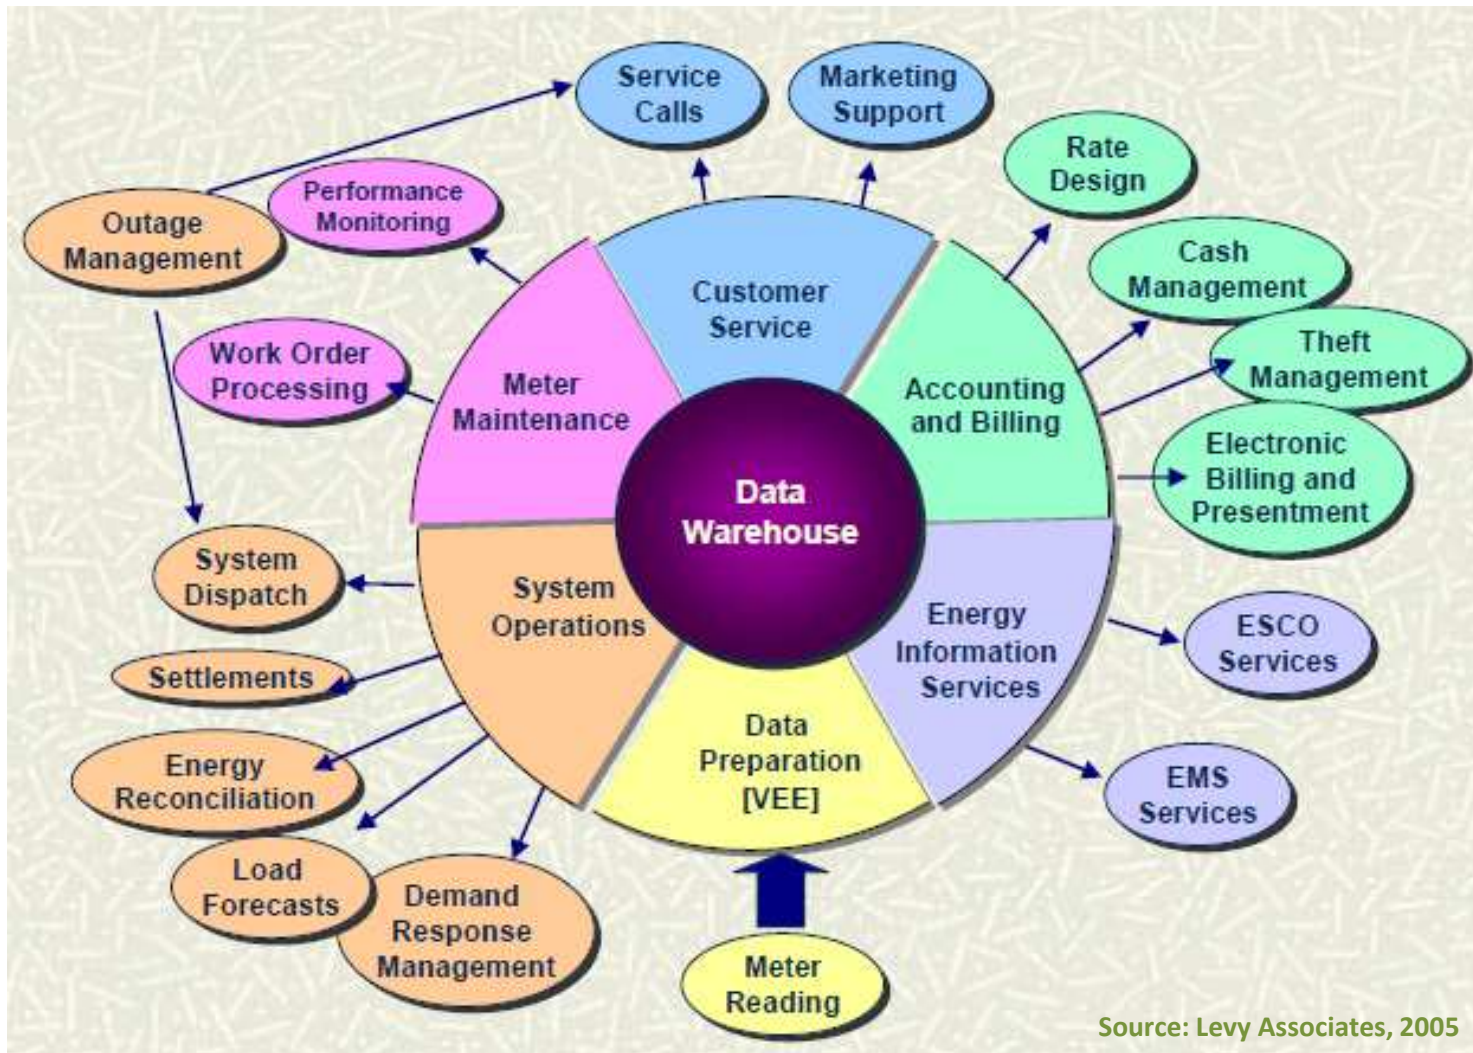 Service
Calls
Marketing
Support
Rate
Design
Performance
Monitoring
Outage
Management
Cash
Management
Customer
Service
Theft
Management
Work Order
Processing
Meter
Maintenance
Accounting
and Billing
Electronic
Billing and
Presentment
Data
Warehouse
System
Dispatch
System
Operations
Energy
Information
Services
ESCO
Services
Settlements
Data
Preparation
[VEE]
Energy
Reconciliation
EMS
Services
Load
Forecasts
Demand
Response
Management
Meter
Reading
Source: Levy Associates, 2005